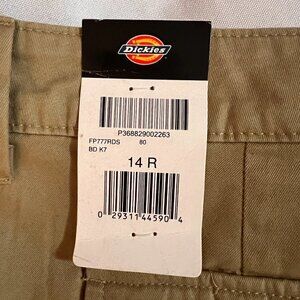 Dickies
P368829002263
FP777RDS 80
BD K7
14 R
0 29311 44590 4